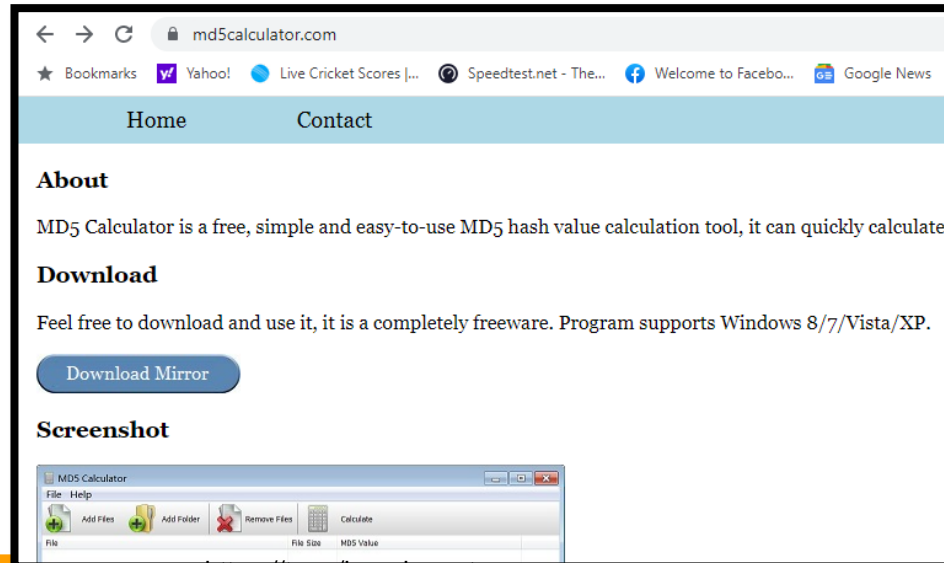 md5calculator.com
Bookmarks Yahoo! Live Cricket Scores |... Speedtest.net - The... Welcome to Facebo... Google News
Home Contact
About
MD5 Calculator is a free, simple and easy-to-use MD5 hash value calculation tool, it can quickly calculate
Download
Feel free to download and use it, it is a completely freeware. Program supports Windows 8/7/Vista/XP.
Download Mirror
Screenshot
MD5 Calculator
File Help
Add Files Add Folder Remove Files Calculate
File File Size MD5 Value